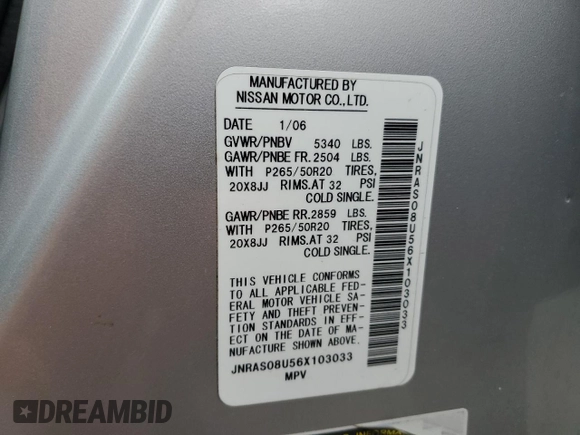 MANUFACTURED BY
NISSAN MOTOR CO., LTD.
DATE 1/06
GVWR/PNBV 5340 LBS.
GAWR/PNBE FR. 2504 LBS.
WITH P265/50R20 TIRES,
20X8JJ RIMS. AT 32 PSI
COLD SINGLE.
GAWR/PNBE RR. 2859 LBS.
WITH P265/50R20 TIRES,
20X8JJ RIMS. AT 32 PSI
COLD SINGLE.
THIS VEHICLE CONFORMS
TO ALL APPLICABLE FED-
ERAL MOTOR VEHICLE SA-
FETY AND THEFT PREVEN-
TION STANDARDS IN EFF-
ECT ON THE DATE OF MA-
NUFACTURE SHOWN ABOVE.
JNRAS08U56X103033
MPV
JNRAS08U56X103033
DREAMBID